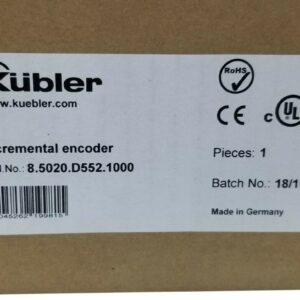 Kübler
www.kuebler.com
RoHS
CE
c UL
cremental encoder
l.No.: 8.5020.D552.1000
Pieces: 1
Batch No.: 18/1
Made in Germany